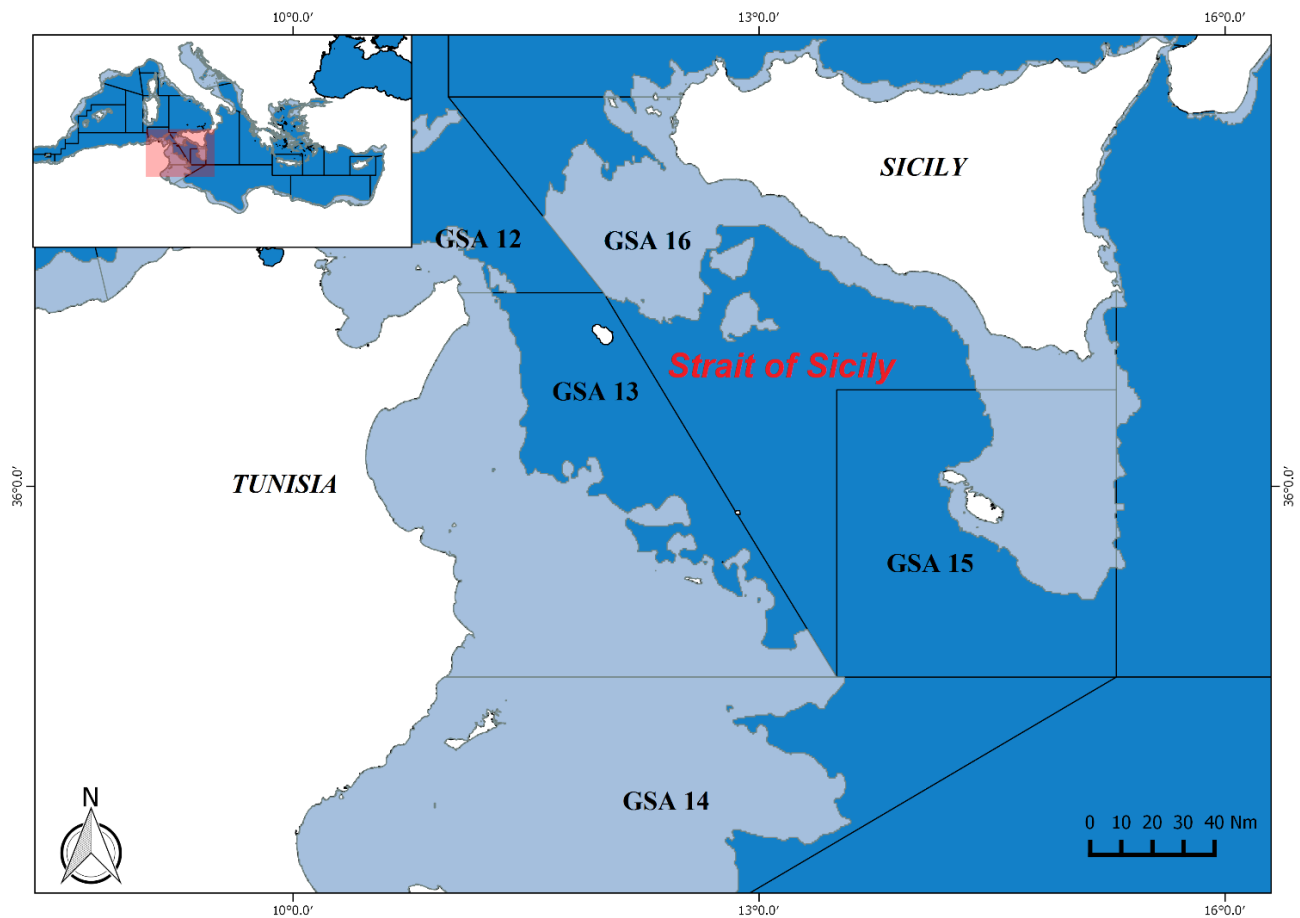 10°0.0′
13°0.0′
16°0.0′
SICILY
GSA 12
GSA 16
Strait of Sicily
GSA 13
TUNISIA
36°0.0′
36°0.0′
GSA 15
GSA 14
N
0 10 20 30 40 Nm
10°0.0′
13°0.0′
16°0.0′